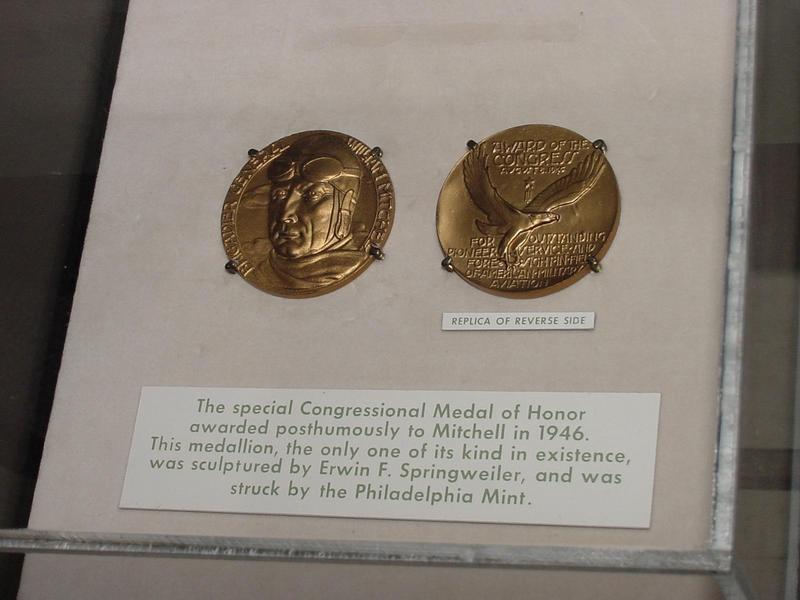 BRIGADIER GENERAL
WILLIAM MITCHELL
AWARD OF THE
CONGRESS
AUGUST 8, 1946
FOR OUTSTANDING
PIONEER SERVICE AND
FORESIGHT IN FIELD
OF AMERICAN MILITARY
AVIATION
REPLICA OF REVERSE SIDE
The special Congressional Medal of Honor
awarded posthumously to Mitchell in 1946.
This medallion, the only one of its kind in existence,
was sculptured by Erwin F. Springweiler, and was
struck by the Philadelphia Mint.